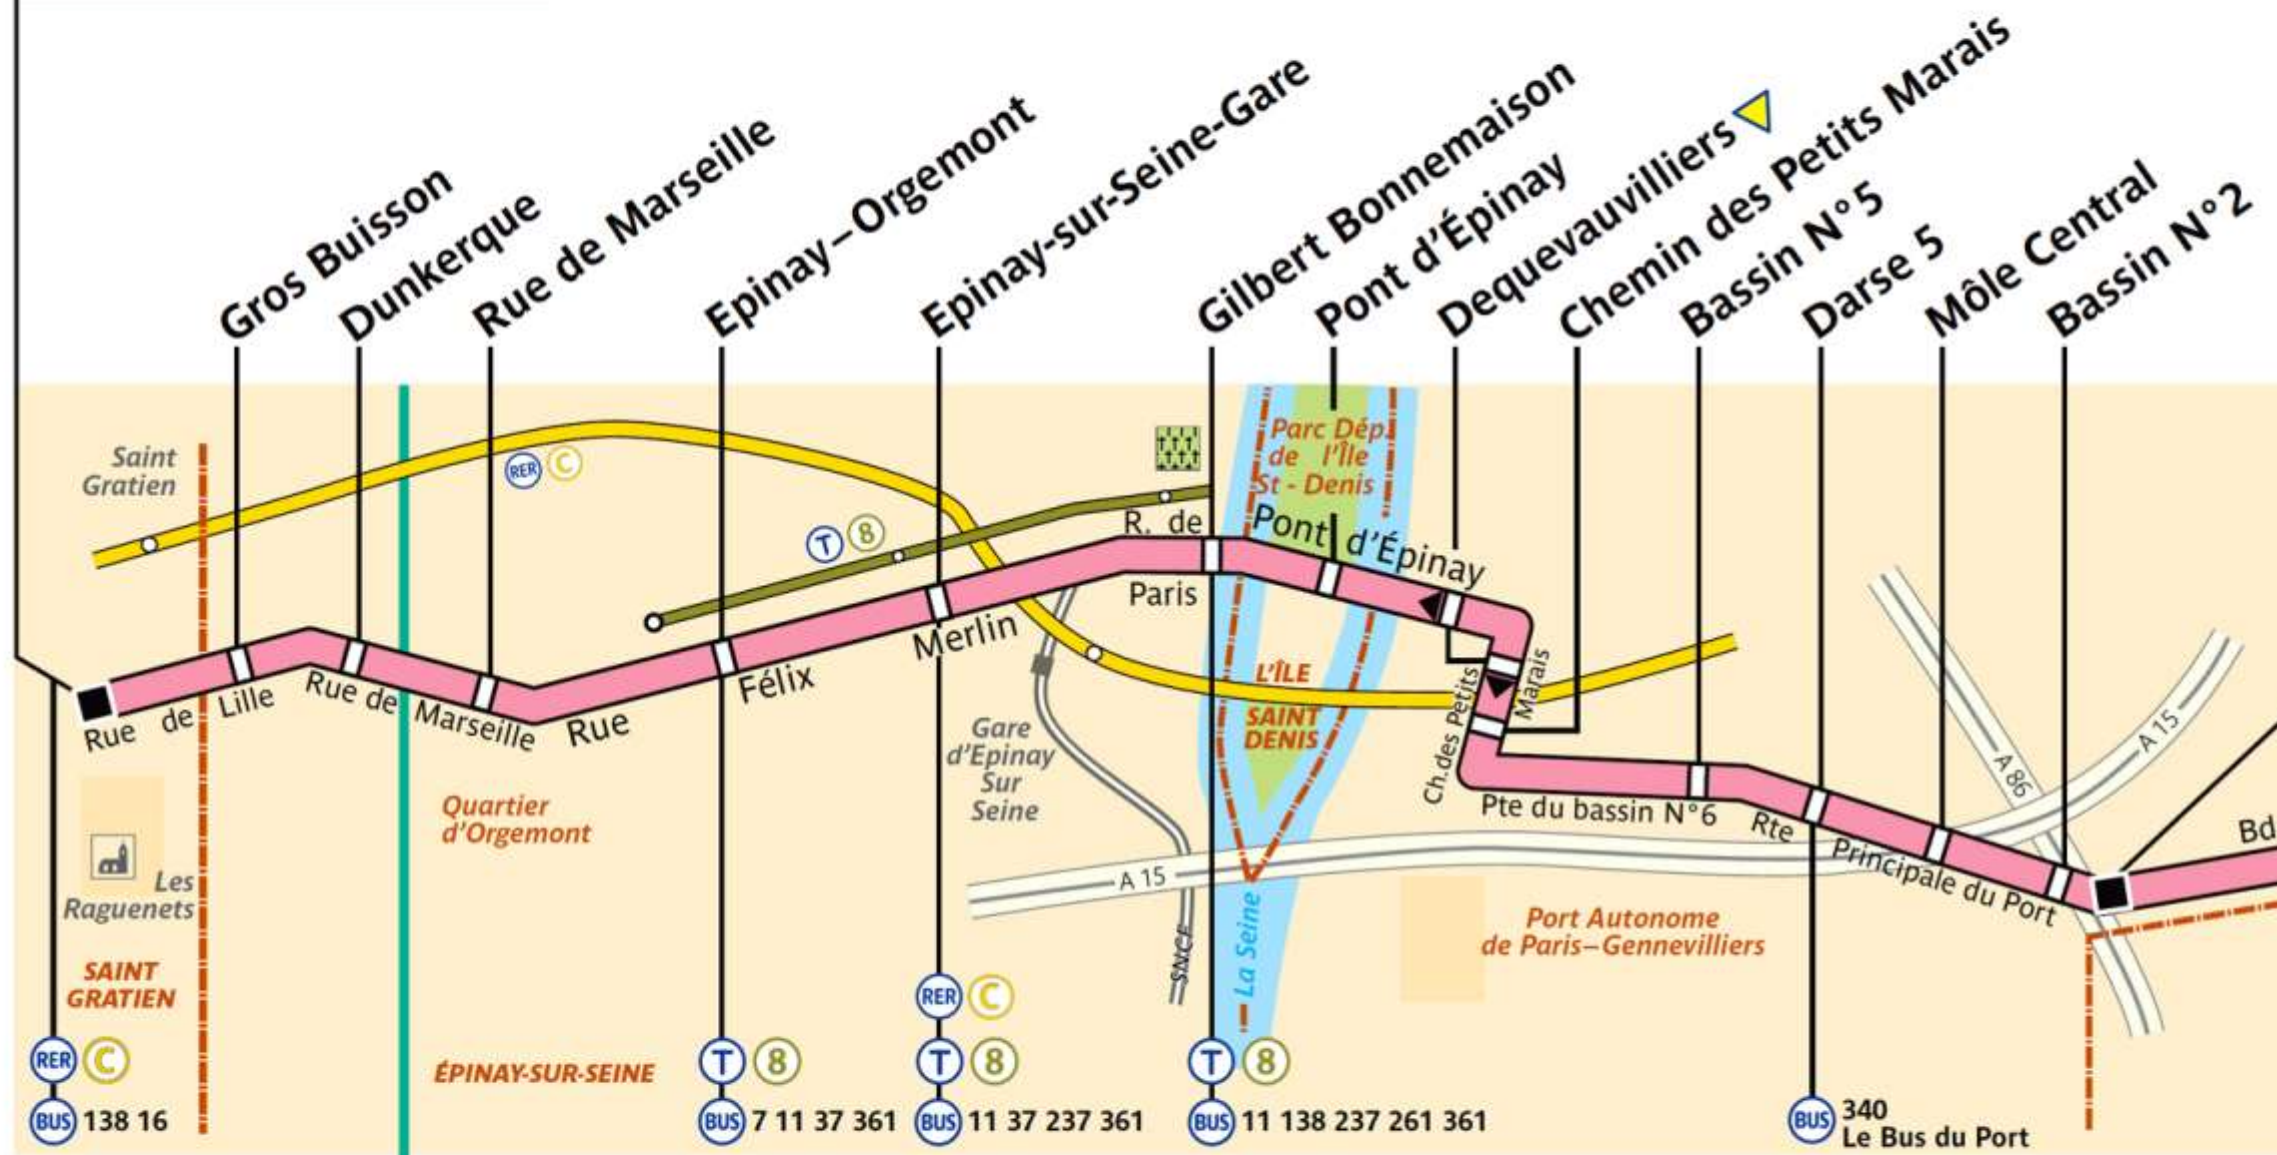 Gros Buisson
Dunkerque
Rue de Marseille
Epinay–Orgemont
Epinay-sur-Seine-Gare
Gilbert Bonnemaison
Pont d'Épinay
Dequevauvilliers
Chemin des Petits Marais
Bassin N°5
Darse 5
Môle Central
Bassin N°2
Saint
Gratien
RER C
T 8
R. de
Paris
Parc Dép.
de l'Île
St - Denis
Pont d'Épinay
Rue de Lille
Rue de Marseille
Rue Félix Merlin
Ch.des Petits
Marais
L'ÎLE
SAINT
DENIS
Gare
d'Epinay
Sur
Seine
Quartier
d'Orgemont
Pte du bassin N°6
Rte Principale du Port
A 86
A 15
Bd
A 15
Les
Raguenets
SAINT
GRATIEN
La Seine
SNCF
Port Autonome
de Paris–Gennevilliers
ÉPINAY-SUR-SEINE
RER C
BUS 138 16
T 8
BUS 7 11 37 361
RER C
T 8
BUS 11 37 237 361
T 8
BUS 11 138 237 261 361
BUS 340
Le Bus du Port